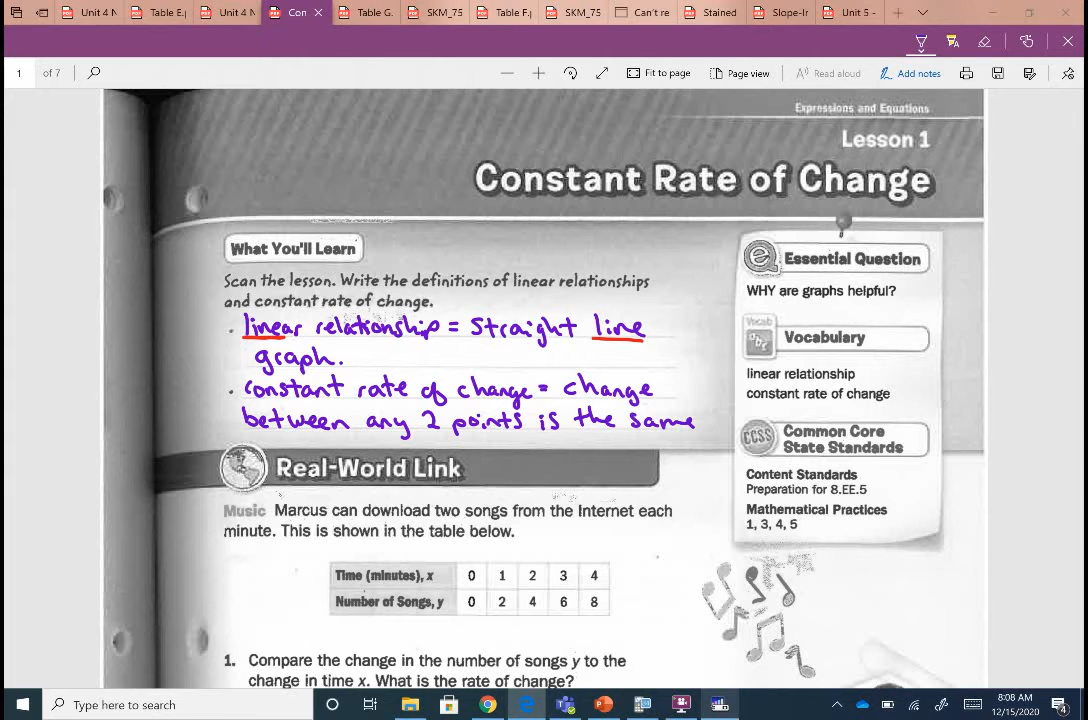 Unit 4 N
Table E.p
Unit 4 N
Con
Table G.
SKM_75
Table F.p
SKM_75
Can't re
Stained
Slope-Ir
Unit 5 -
1 of 7
Fit to page
Page view
Read aloud
Add notes
Expressions and Equations
Lesson 1
Constant Rate of Change
What You'll Learn
Scan the lesson. Write the definitions of linear relationships
and constant rate of change.
· linear relationship = straight line
graph.
· constant rate of change = change
between any 2 points is the same
Essential Question
WHY are graphs helpful?
Vocab
abc
Vocabulary
linear relationship
constant rate of change
CCSS
Common Core
State Standards
Content Standards
Preparation for 8.EE.5
Mathematical Practices
1, 3, 4, 5
Real-World Link
Music Marcus can download two songs from the Internet each
minute. This is shown in the table below.
Time (minutes), x 0 1 2 3 4
Number of Songs, y 0 2 4 6 8
1. Compare the change in the number of songs y to the
change in time x. What is the rate of change?
Type here to search
8:08 AM
12/15/2020
4